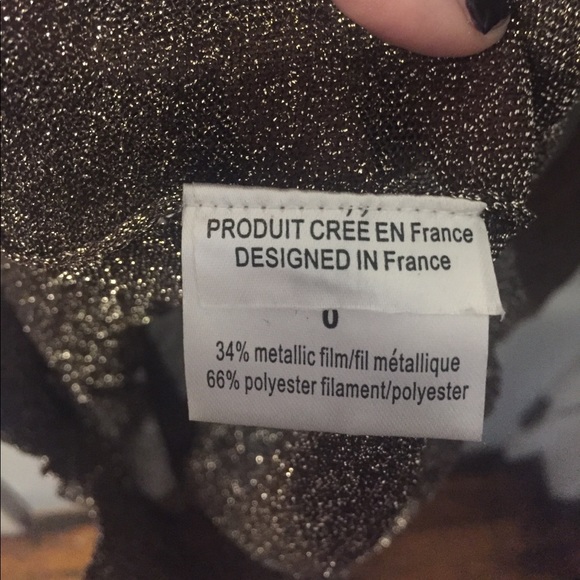 PRODUIT CRÉE EN France
DESIGNED IN France
0
34% metallic film/fil métallique
66% polyester filament/polyester